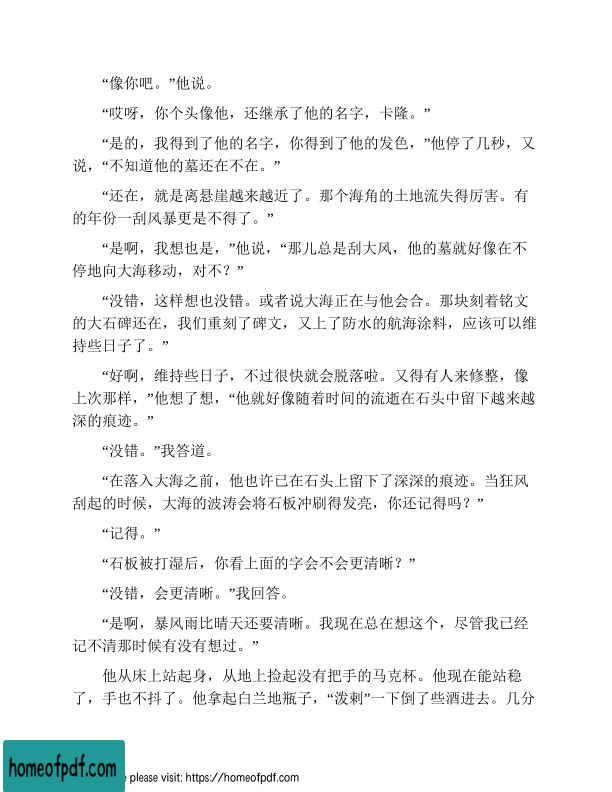 “像你吧。”他说。
“哎呀，你个头像他，还继承了他的名字，卡隆。”
“是的，我得到了他的名字，你得到了他的发色，”他停了几秒，又
说，“不知道他的墓还在不在。”
“还在，就是离悬崖越来越近了。那个海角的土地流失得厉害。有
的年份一刮风暴更是不得了。”
“是啊，我想也是，”他说，“那儿总是刮大风，他的墓就好像在不
停地向大海移动，对不？”
“没错，这样想也没错。或者说大海正在与他会合。那块刻着铭文
的大石碑还在，我们重刻了碑文，又上了防水的航海涂料，应该可以维
持些日子了。”
“好啊，维持些日子，不过很快就会脱落啦。又得有人来修整，像
上次那样，”他想了想，“他就好像随着时间的流逝在石头中留下越来越
深的痕迹。”
“没错。”我答道。
“在落入大海之前，他也许已在石头上留下了深深的痕迹。当狂风
刮起的时候，大海的波涛会将石板冲刷得发亮，你还记得吗？”
“记得。”
“石板被打湿后，你看上面的字会不会更清晰？”
“没错，会更清晰。”我回答。
“是啊，暴风雨比晴天还要清晰。我现在总在想这个，尽管我已经
记不清那时候有没有想过。”
他从床上站起身，从地上捡起没有把手的马克杯。他现在能站稳
了，手也不抖了。他拿起白兰地瓶子，“泼剌”一下倒了些酒进去。几分
homeofpdf.com
e please visit: https://homeofpdf.com